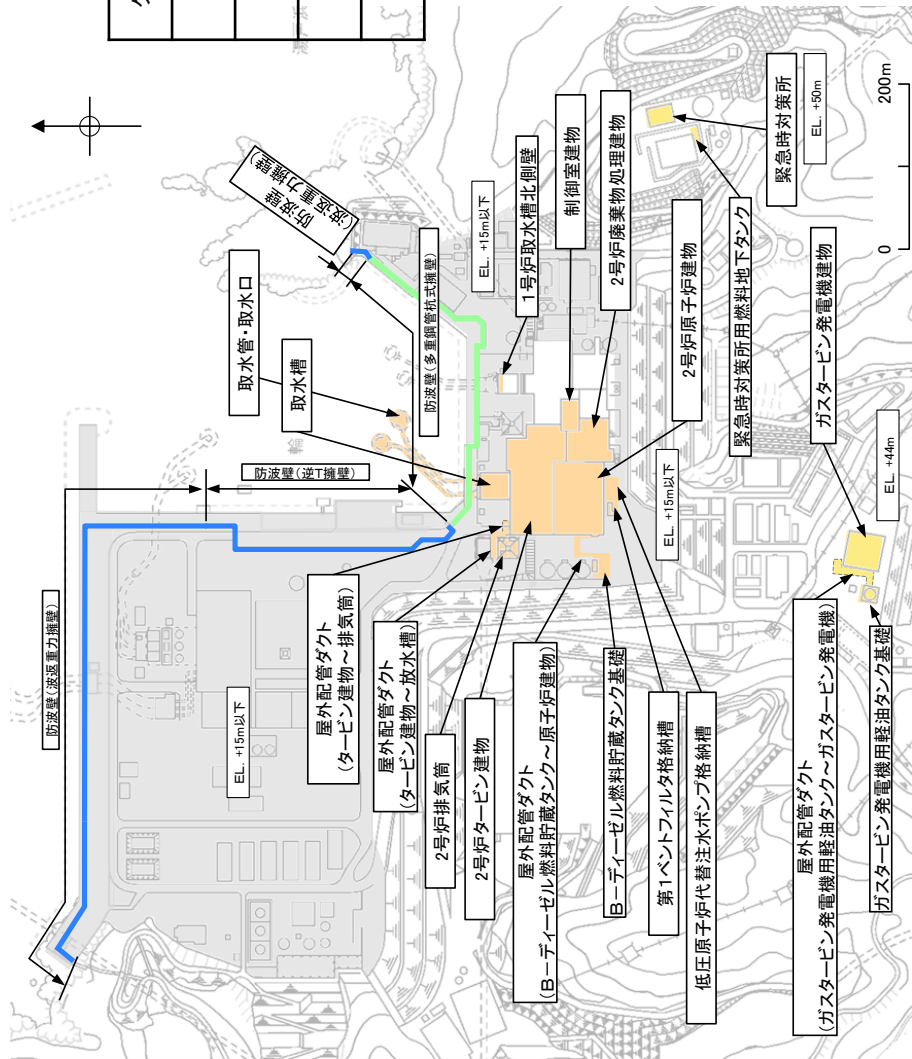 防波壁
(波返重力擁壁)
取水管・取水口
取水槽
防波壁(多重鋼管杭式擁壁)
防波壁(逆T擁壁)
防波壁(波返重力擁壁)
輪
EL. +15m以下
1号炉取水槽北側壁
制御室建物
2号炉廃棄物処理建物
2号炉原子炉建物
緊急時対策所
EL. +50m
緊急時対策所用燃料地下タンク
200m
0
ガスタービン発電機建物
EL. +44m
EL. +15m以下
EL. +15m以下
屋外配管ダクト
(タービン建物~排気筒)
屋外配管ダクト
(タービン建物~放水槽)
2号炉排気筒
2号炉タービン建物
屋外配管ダクト
(B-ディーゼル燃料貯蔵タンク~原子炉建物)
B-ディーゼル燃料貯蔵タンク基礎
第1ベントフィルタ格納槽
低圧原子炉代替注水ポンプ格納槽
屋外配管ダクト
(ガスタービン発電機用軽油タンク~ガスタービン発電機)
ガスタービン発電機用軽油タンク基礎